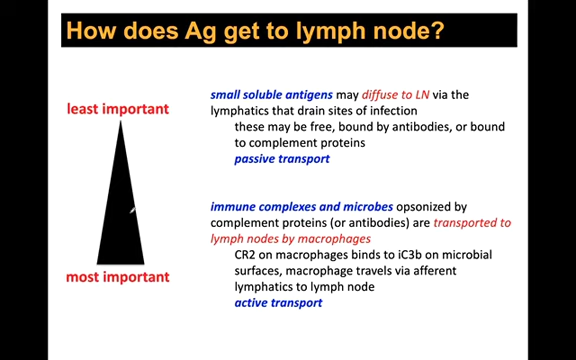 How does Ag get to lymph node?
least important
most important
small soluble antigens may diffuse to LN via the
lymphatics that drain sites of infection
these may be free, bound by antibodies, or bound
to complement proteins
passive transport
immune complexes and microbes opsonized by
complement proteins (or antibodies) are transported to
lymph nodes by macrophages
CR2 on macrophages binds to iC3b on microbial
surfaces, macrophage travels via afferent
lymphatics to lymph node
active transport